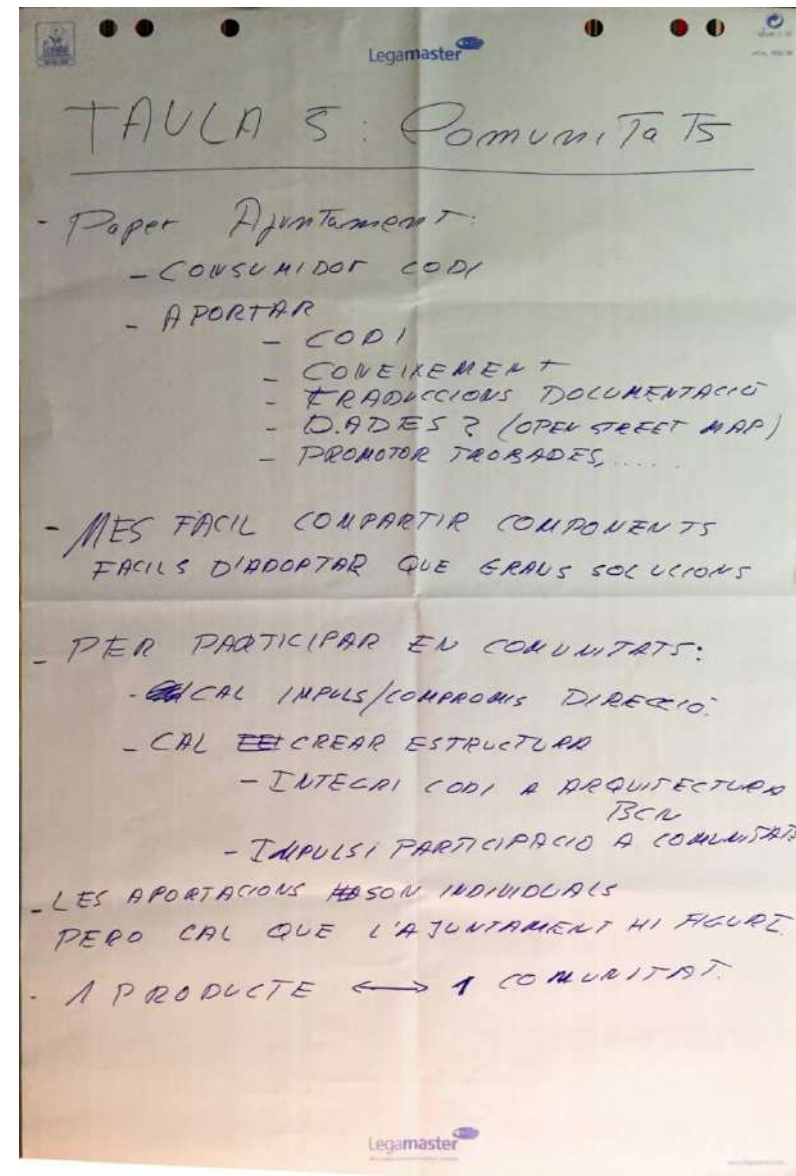 Legamaster
TAULA 5: Comunitats
- Paper Ajuntament:
- CONSUMIDOR CODI
- APORTAR
- CODI
- CONEIXEMENT
- TRADUCCIONS DOCUMENTACIÓ
- DADES? (OPEN STREET MAP)
- PROMOTOR TROBADES,.....
- MES FACIL COMPARTIR COMPONENTS
FACILS D'ADOPTAR QUE GRANS SOLUCIONS
- PER PARTICIPAR EN COMUNITATS:
- CAL IMPULS/COMPROMIS DIRECCIÓ.
- CAL CREAR ESTRUCTURA
- INTEGRI CODI A ARQUITECTURA
BCN
- IMPULSI PARTICIPACIO A COMUNITATS
- LES APORTACIONS SON INDIVIDUALS
PERO CAL QUE L'AJUNTAMENT HI FIGURI.
- 1 PRODUCTE <-> 1 COMUNITAT.
Legamaster